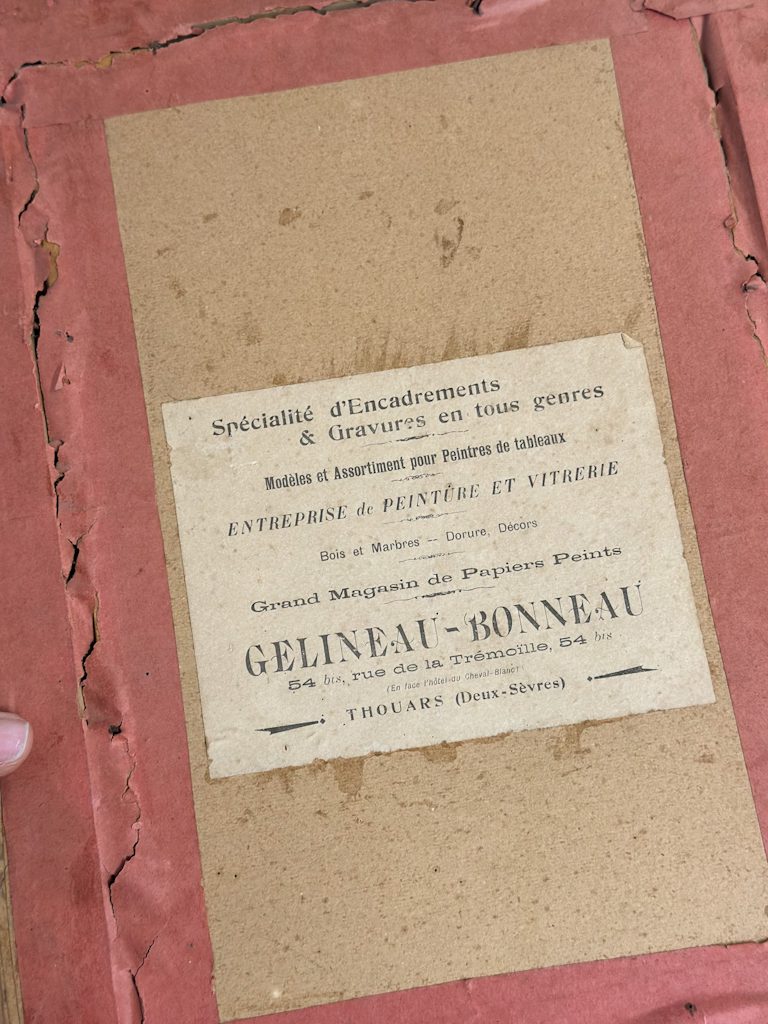 Spécialité d'Encadrements
& Gravures en tous genres
Modèles et Assortiment pour Peintres de tableaux
ENTREPRISE de PEINTURE ET VITRERIE
Bois et Marbres -- Dorure, Décors
Grand Magasin de Papiers Peints
GELINEAU-BONNEAU
54 bis, rue de la Trémoïlle, 54 bis
(En face l'hôtel du Cheval-Blanc)
THOUARS (Deux-Sèvres)